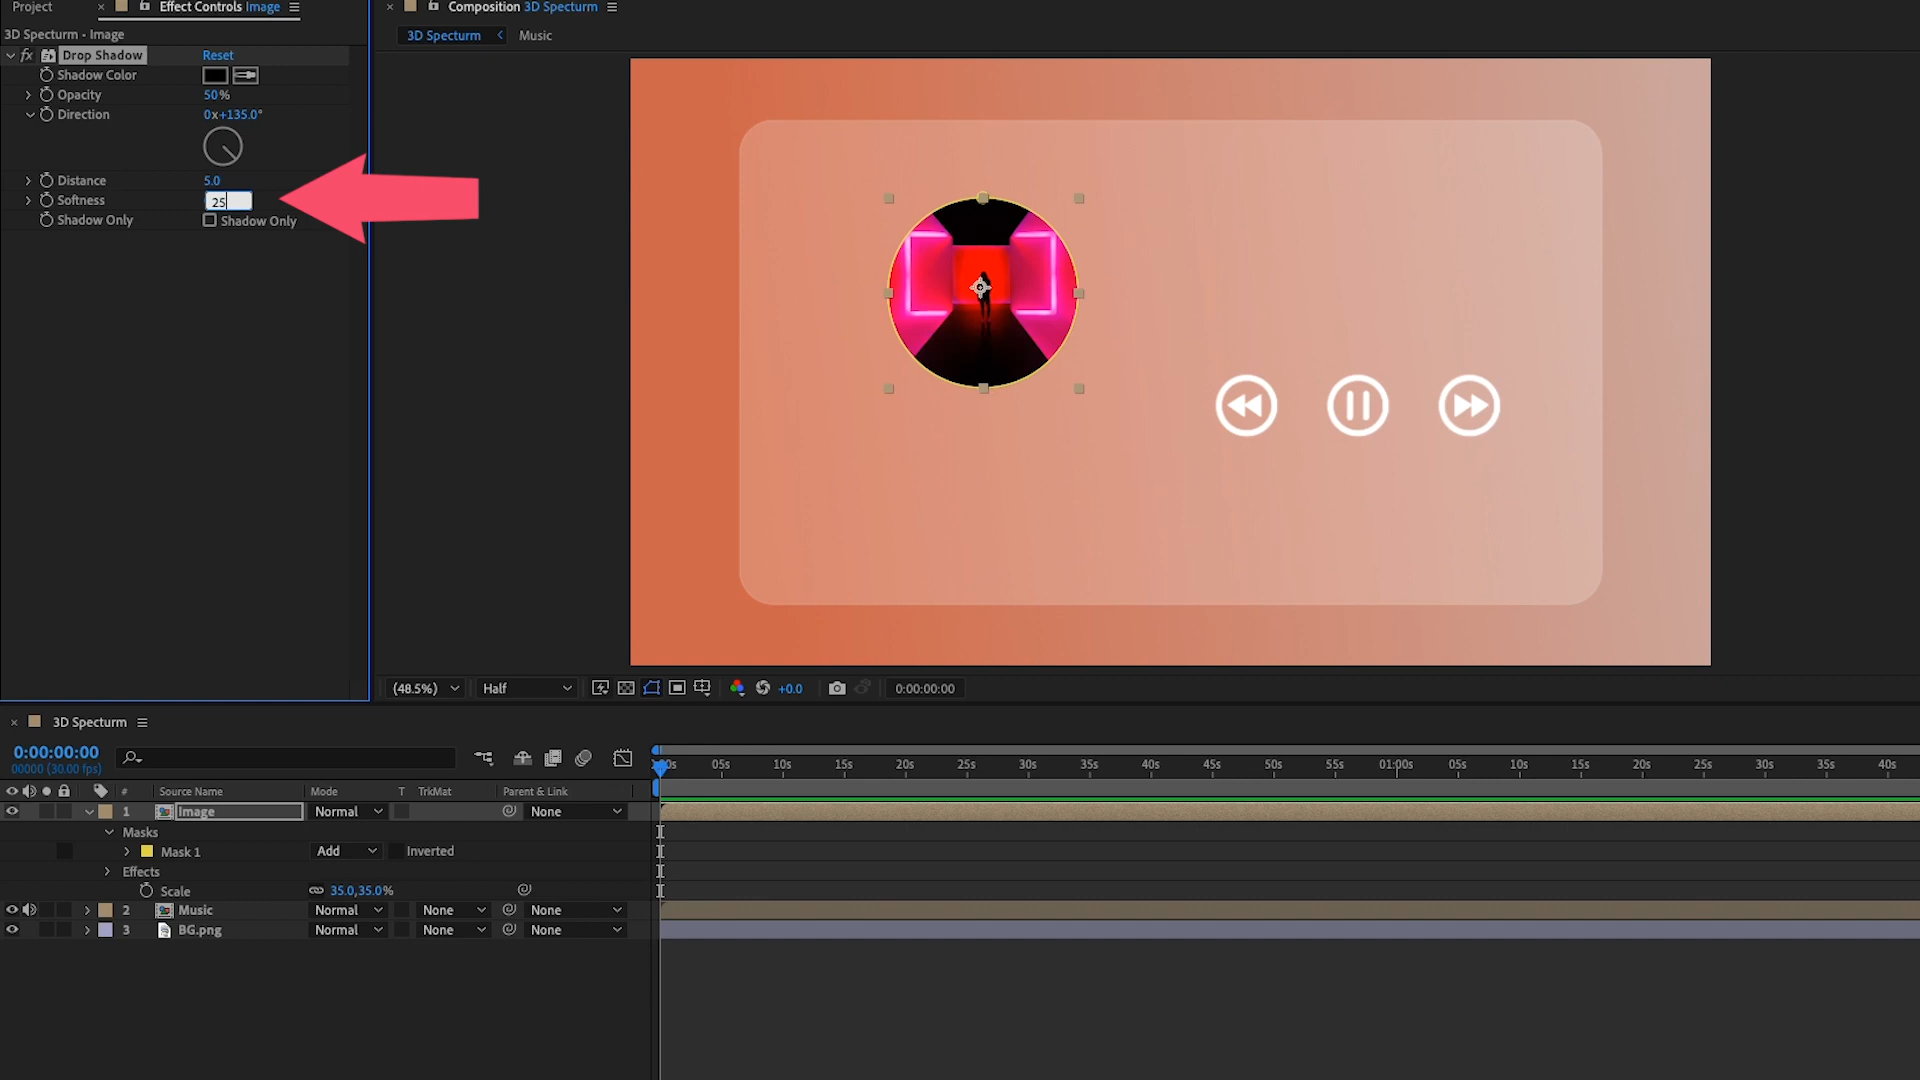 Project
Effect Controls Image
3D Specturm - Image
fx Drop Shadow Reset
Shadow Color
Opacity 50%
Direction 0x+135.0°
Distance 5.0
Softness 25
Shadow Only Shadow Only
Composition 3D Specturm
3D Specturm Music
(48.5%) Half +0.0 0:00:00:00
3D Specturm
0:00:00:00
00000 (30.00 fps)
05s 10s 15s 20s 25s 30s 35s 40s 45s 50s 55s 01:00s 05s 10s 15s 20s 25s 30s 35s 40s
# Source Name Mode T TrkMat Parent & Link
1 Image Normal None
Masks
Mask 1 Add Inverted
Effects
Scale 35.0,35.0%
2 Music Normal None None
3 BG.png Normal None None